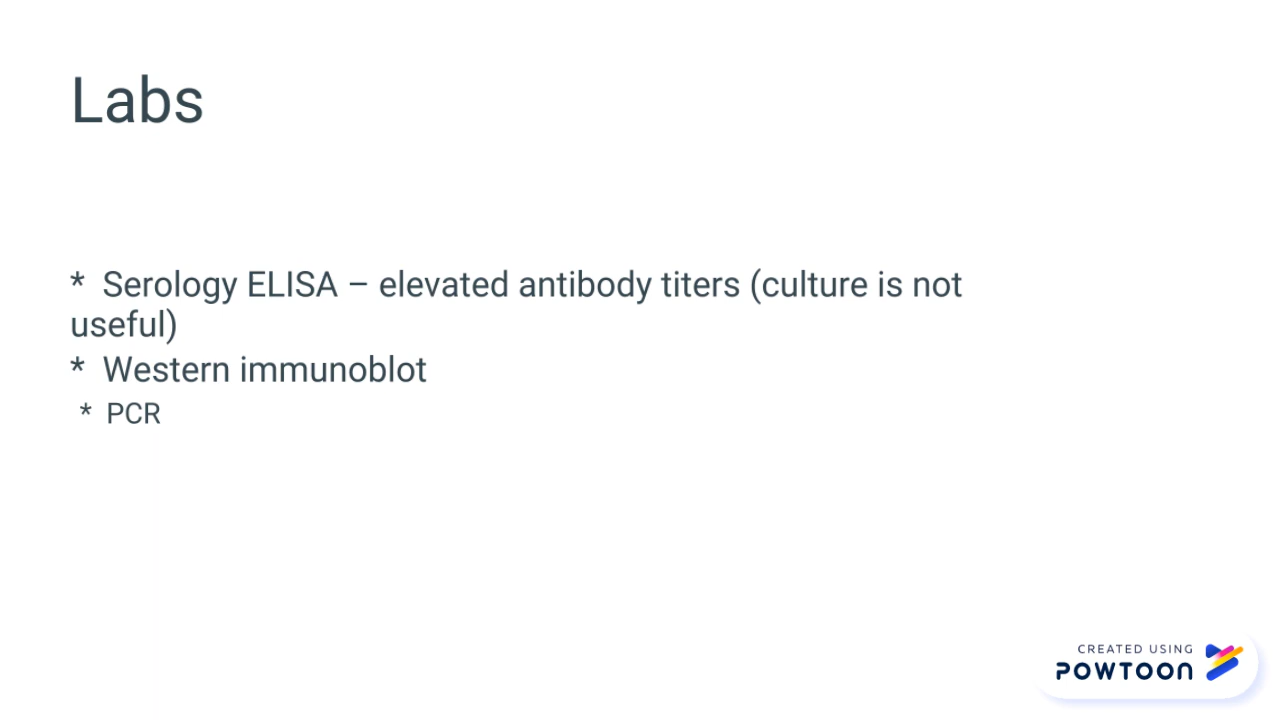 Labs
* Serology ELISA – elevated antibody titers (culture is not
useful)
* Western immunoblot
* PCR
CREATED USING
POWTOON